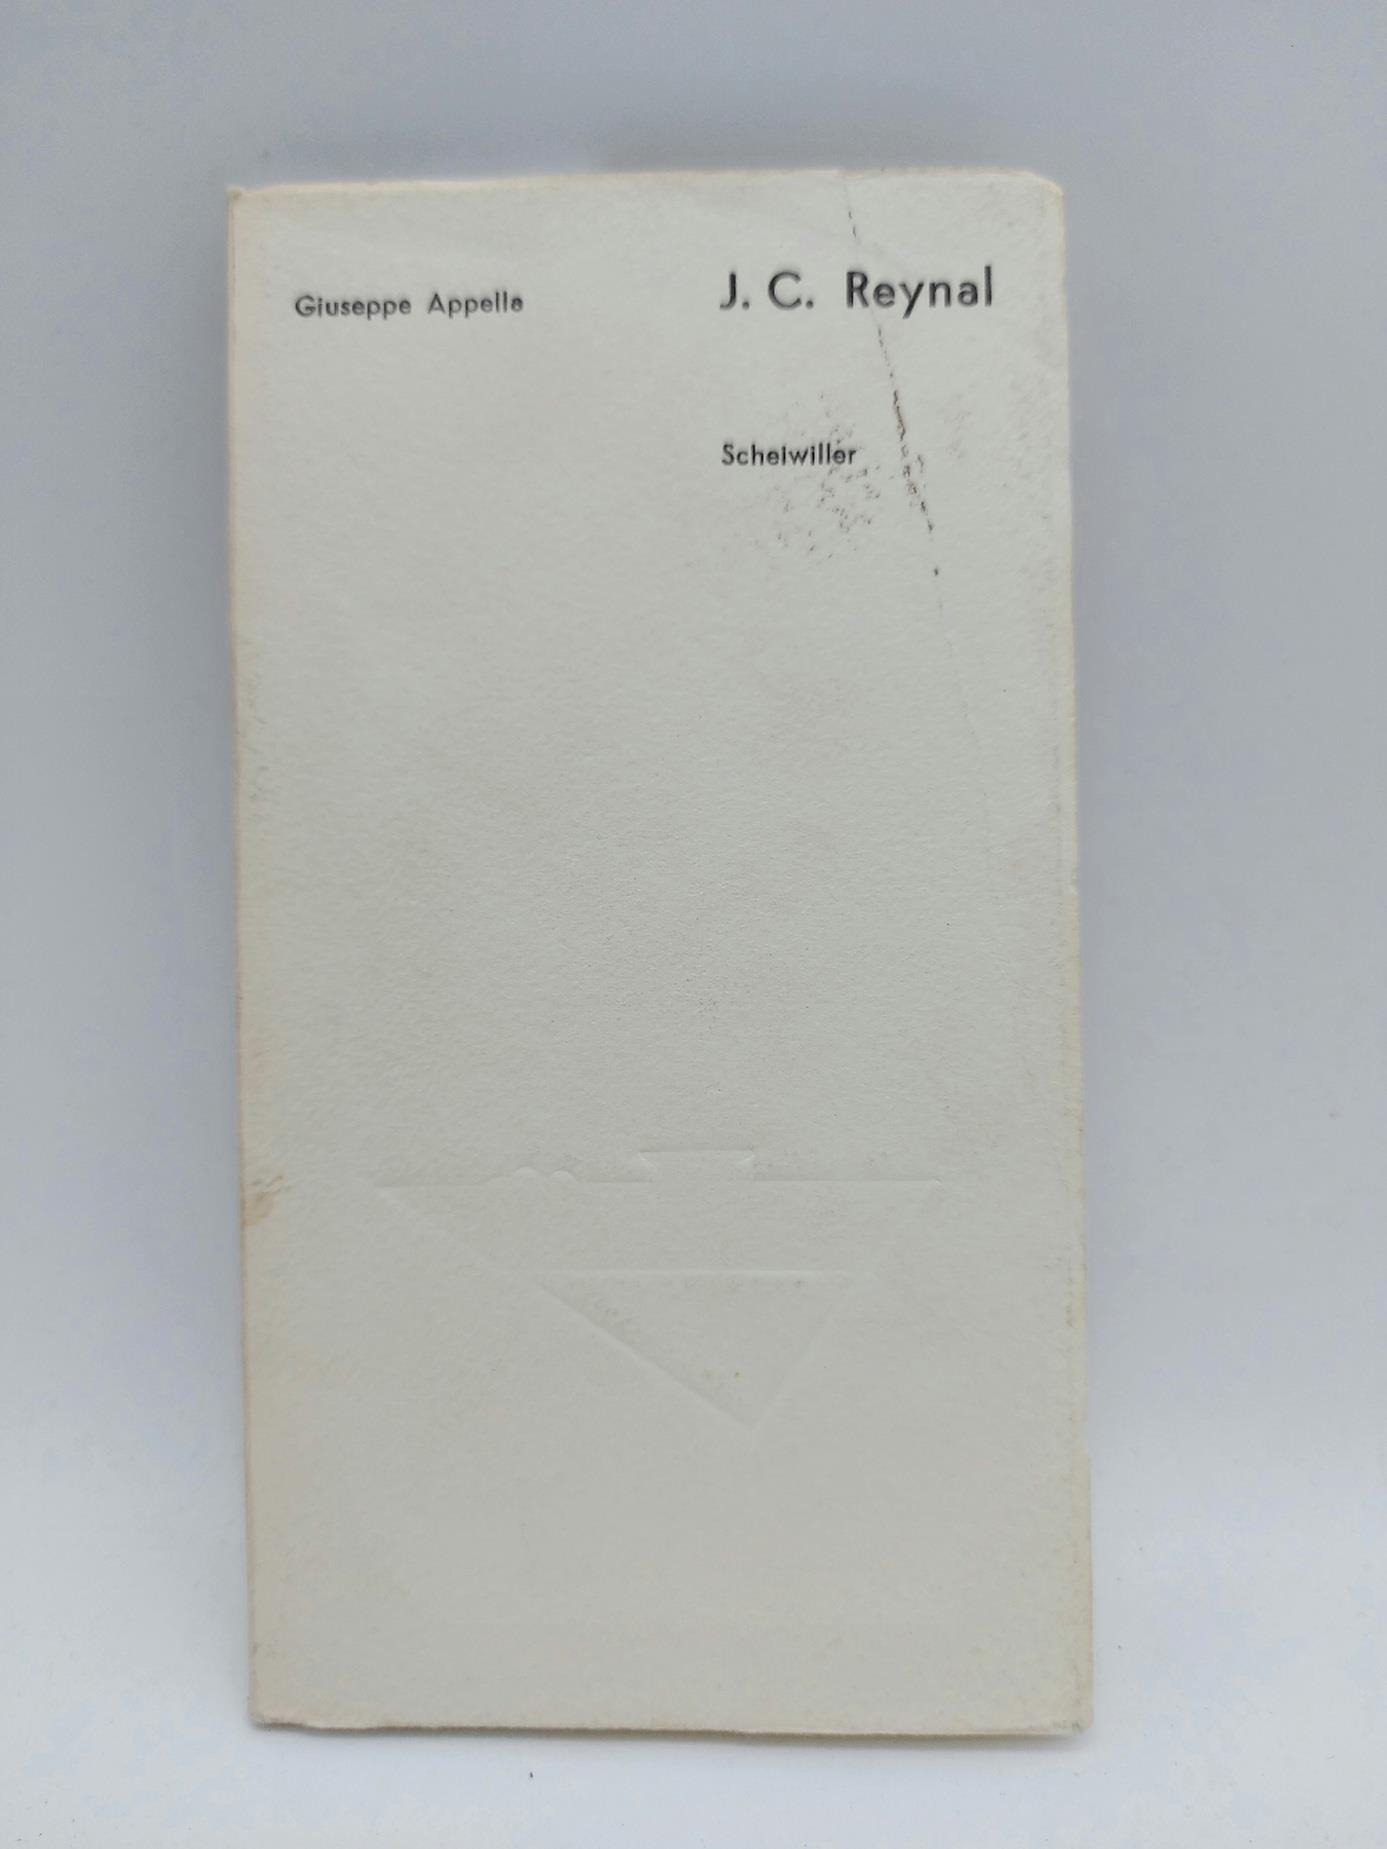 Giuseppe Appella
J. C. Reynal
Scheiwiller